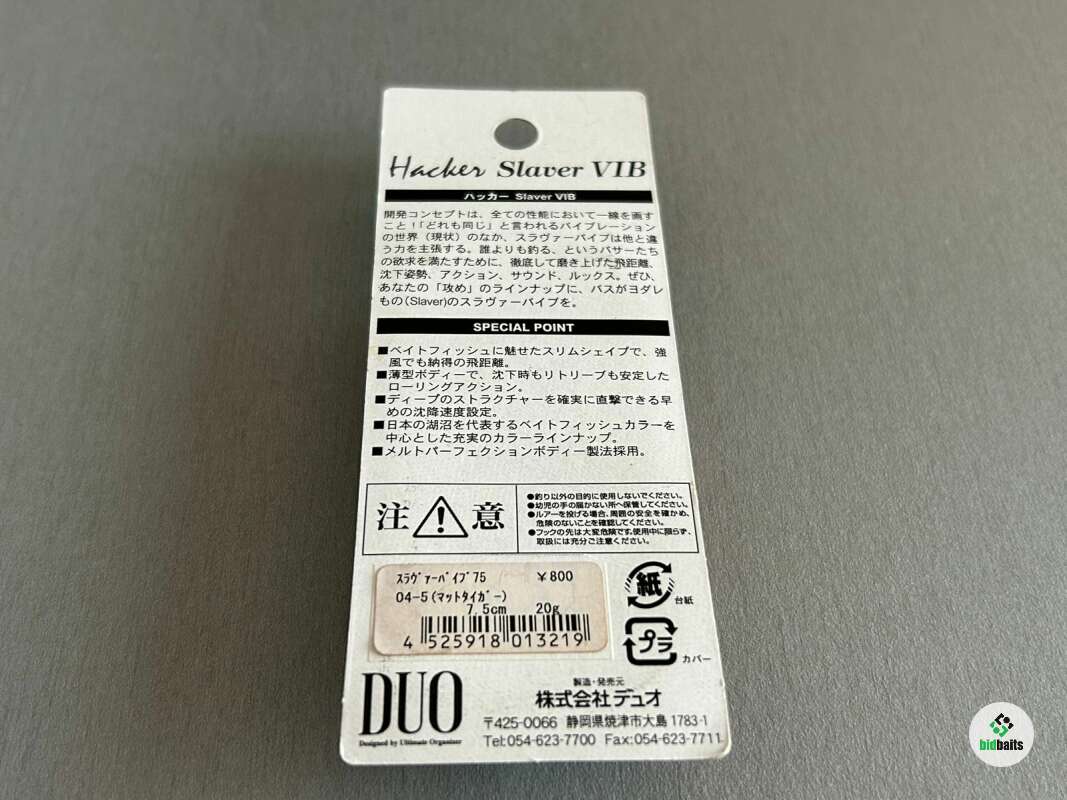 Hacker Slaver VIB
ハッカー Slaver VIB
開発コンセプトは、全ての性能において一線を画す
こと！「どれも同じ」と言われるバイブレーション
の世界（現状）のなか、スラヴァーバイブは他と違
う力を主張する。誰よりも釣る、というバサーたち
の欲求を満たすために、徹底して磨き上げた飛距離、
沈下姿勢、アクション、サウンド、ルックス。ぜひ、
あなたの「攻め」のラインナップに、バスがヨダレ
もの(Slaver)のスラヴァーバイブを。
SPECIAL POINT
■ベイトフィッシュに魅せたスリムシェイプで、強
風でも納得の飛距離。
■薄型ボディーで、沈下時もリトリーブも安定した
ローリングアクション。
■ディープのストラクチャーを確実に直撃できる早
めの沈降速度設定。
■日本の湖沼を代表するベイトフィッシュカラーを
中心とした充実のカラーラインナップ。
■メルトパーフェクションボディー製法採用。
注 意
●釣り以外の目的に使用しないでください。
●幼児の手の届かない所へ保管してください。
●ルアーを投げる場合、周囲の安全を確かめ、
危険のないことを確認してください。
●フックの先は大変危険です。使用中に限らず、
取扱には充分ご注意ください。
ｽﾗｳﾞｧｰﾊﾞｲﾌﾞ75 ￥800
04-5(マットタイガー)
7.5cm 20g
4 525918 013219
紙 台紙
プラ カバー
DUO
Designed by Ultimate Organizer
製造・発売元
株式会社デュオ
〒425-0066 静岡県焼津市大島1783-1
Tel:054-623-7700 Fax:054-623-7711
bidbaits